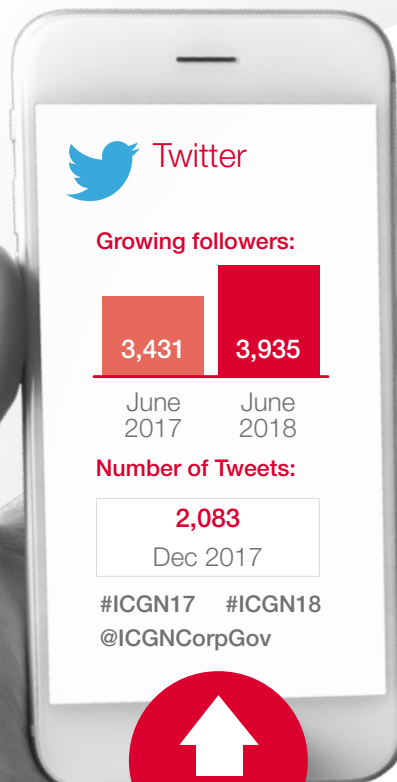 Twitter
Growing followers:
3,431 3,935
June June
2017 2018
Number of Tweets:
2,083
Dec 2017
#ICGN17 #ICGN18
@ICGNCorpGov